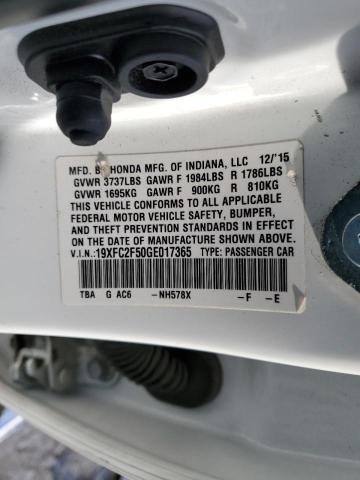 MFD. BY HONDA MFG. OF INDIANA, LLC 12/'15
GVWR 3737LBS GAWR F 1984LBS R 1786LBS
GVWR 1695KG GAWR F 900KG R 810KG
THIS VEHICLE CONFORMS TO ALL APPLICABLE
FEDERAL MOTOR VEHICLE SAFETY, BUMPER,
AND THEFT PREVENTION STANDARDS IN EFFECT
ON THE DATE OF MANUFACTURE SHOWN ABOVE.
V.I.N.: 19XFC2F50GE017365 TYPE: PASSENGER CAR
TBA G AC6 -NH578X -F -E